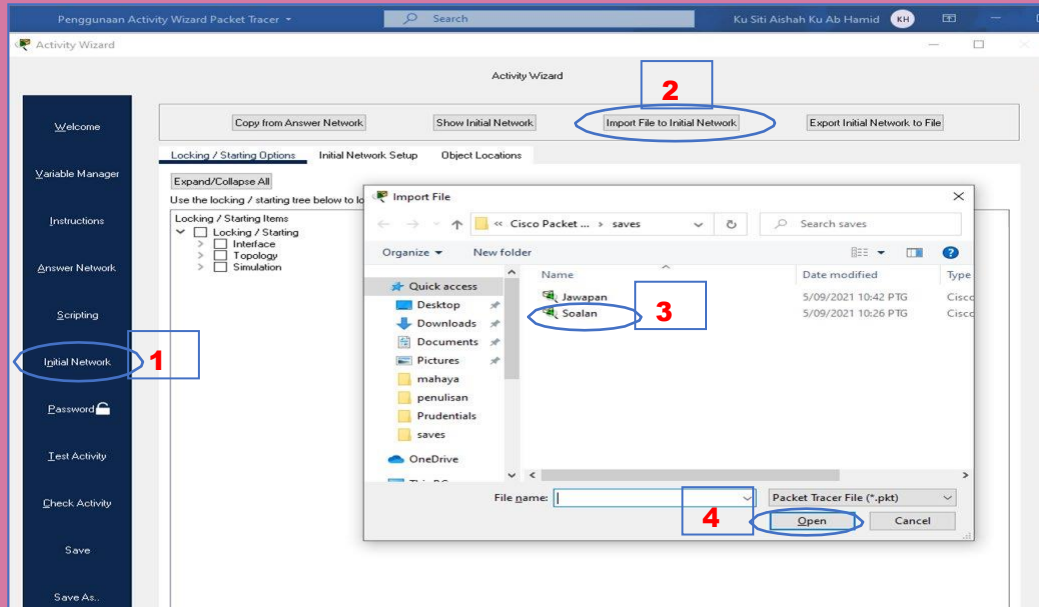 Penggunaan Activity Wizard Packet Tracer
Search
Ku Siti Aishah Ku Ab Hamid KH
Activity Wizard
Activity Wizard
2
Copy from Answer Network
Show Initial Network
Import File to Initial Network
Export Initial Network to File
Welcome
Variable Manager
Instructions
Answer Network
Scripting
Initial Network
1
Password
Test Activity
Check Activity
Save
Save As..
Locking / Starting Options
Initial Network Setup
Object Locations
Expand/Collapse All
Use the locking / starting tree below to
Locking / Starting Items
Locking / Starting
Interface
Topology
Simulation
Import File
« Cisco Packet ... > saves
Search saves
Organize
New folder
Quick access
Desktop
Downloads
Documents
Pictures
mahaya
penulisan
Prudentials
saves
OneDrive
Name Date modified Type
Jawapan 5/09/2021 10:42 PTG
Soalan 5/09/2021 10:26 PTG
3
File name:
Packet Tracer File (*.pkt)
4
Open
Cancel